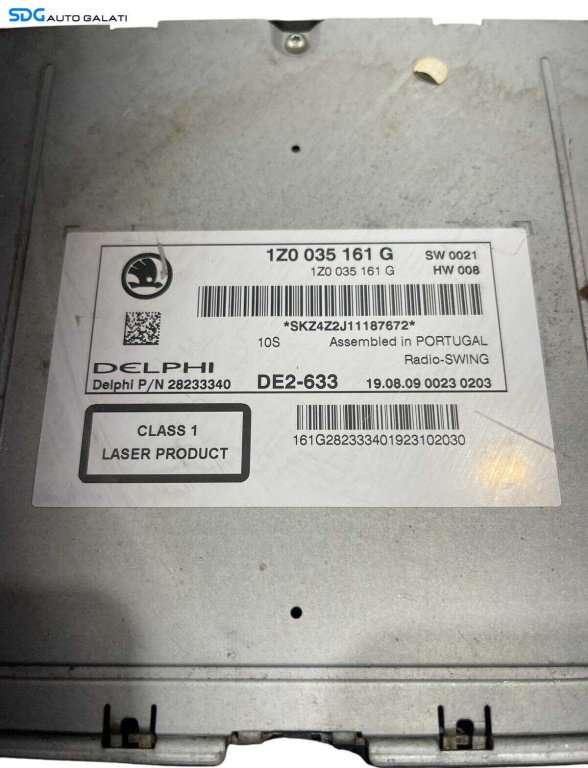 SDG AUTO GALATI
1Z0 035 161 G SW 0021
1Z0 035 161 G HW 008
*SKZ4Z2J11187672*
10S Assembled in PORTUGAL
Radio-SWING
DELPHI
Delphi P/N 28233340 DE2-633 19.08.09 0023 0203
CLASS 1
LASER PRODUCT
161G282333401923102030